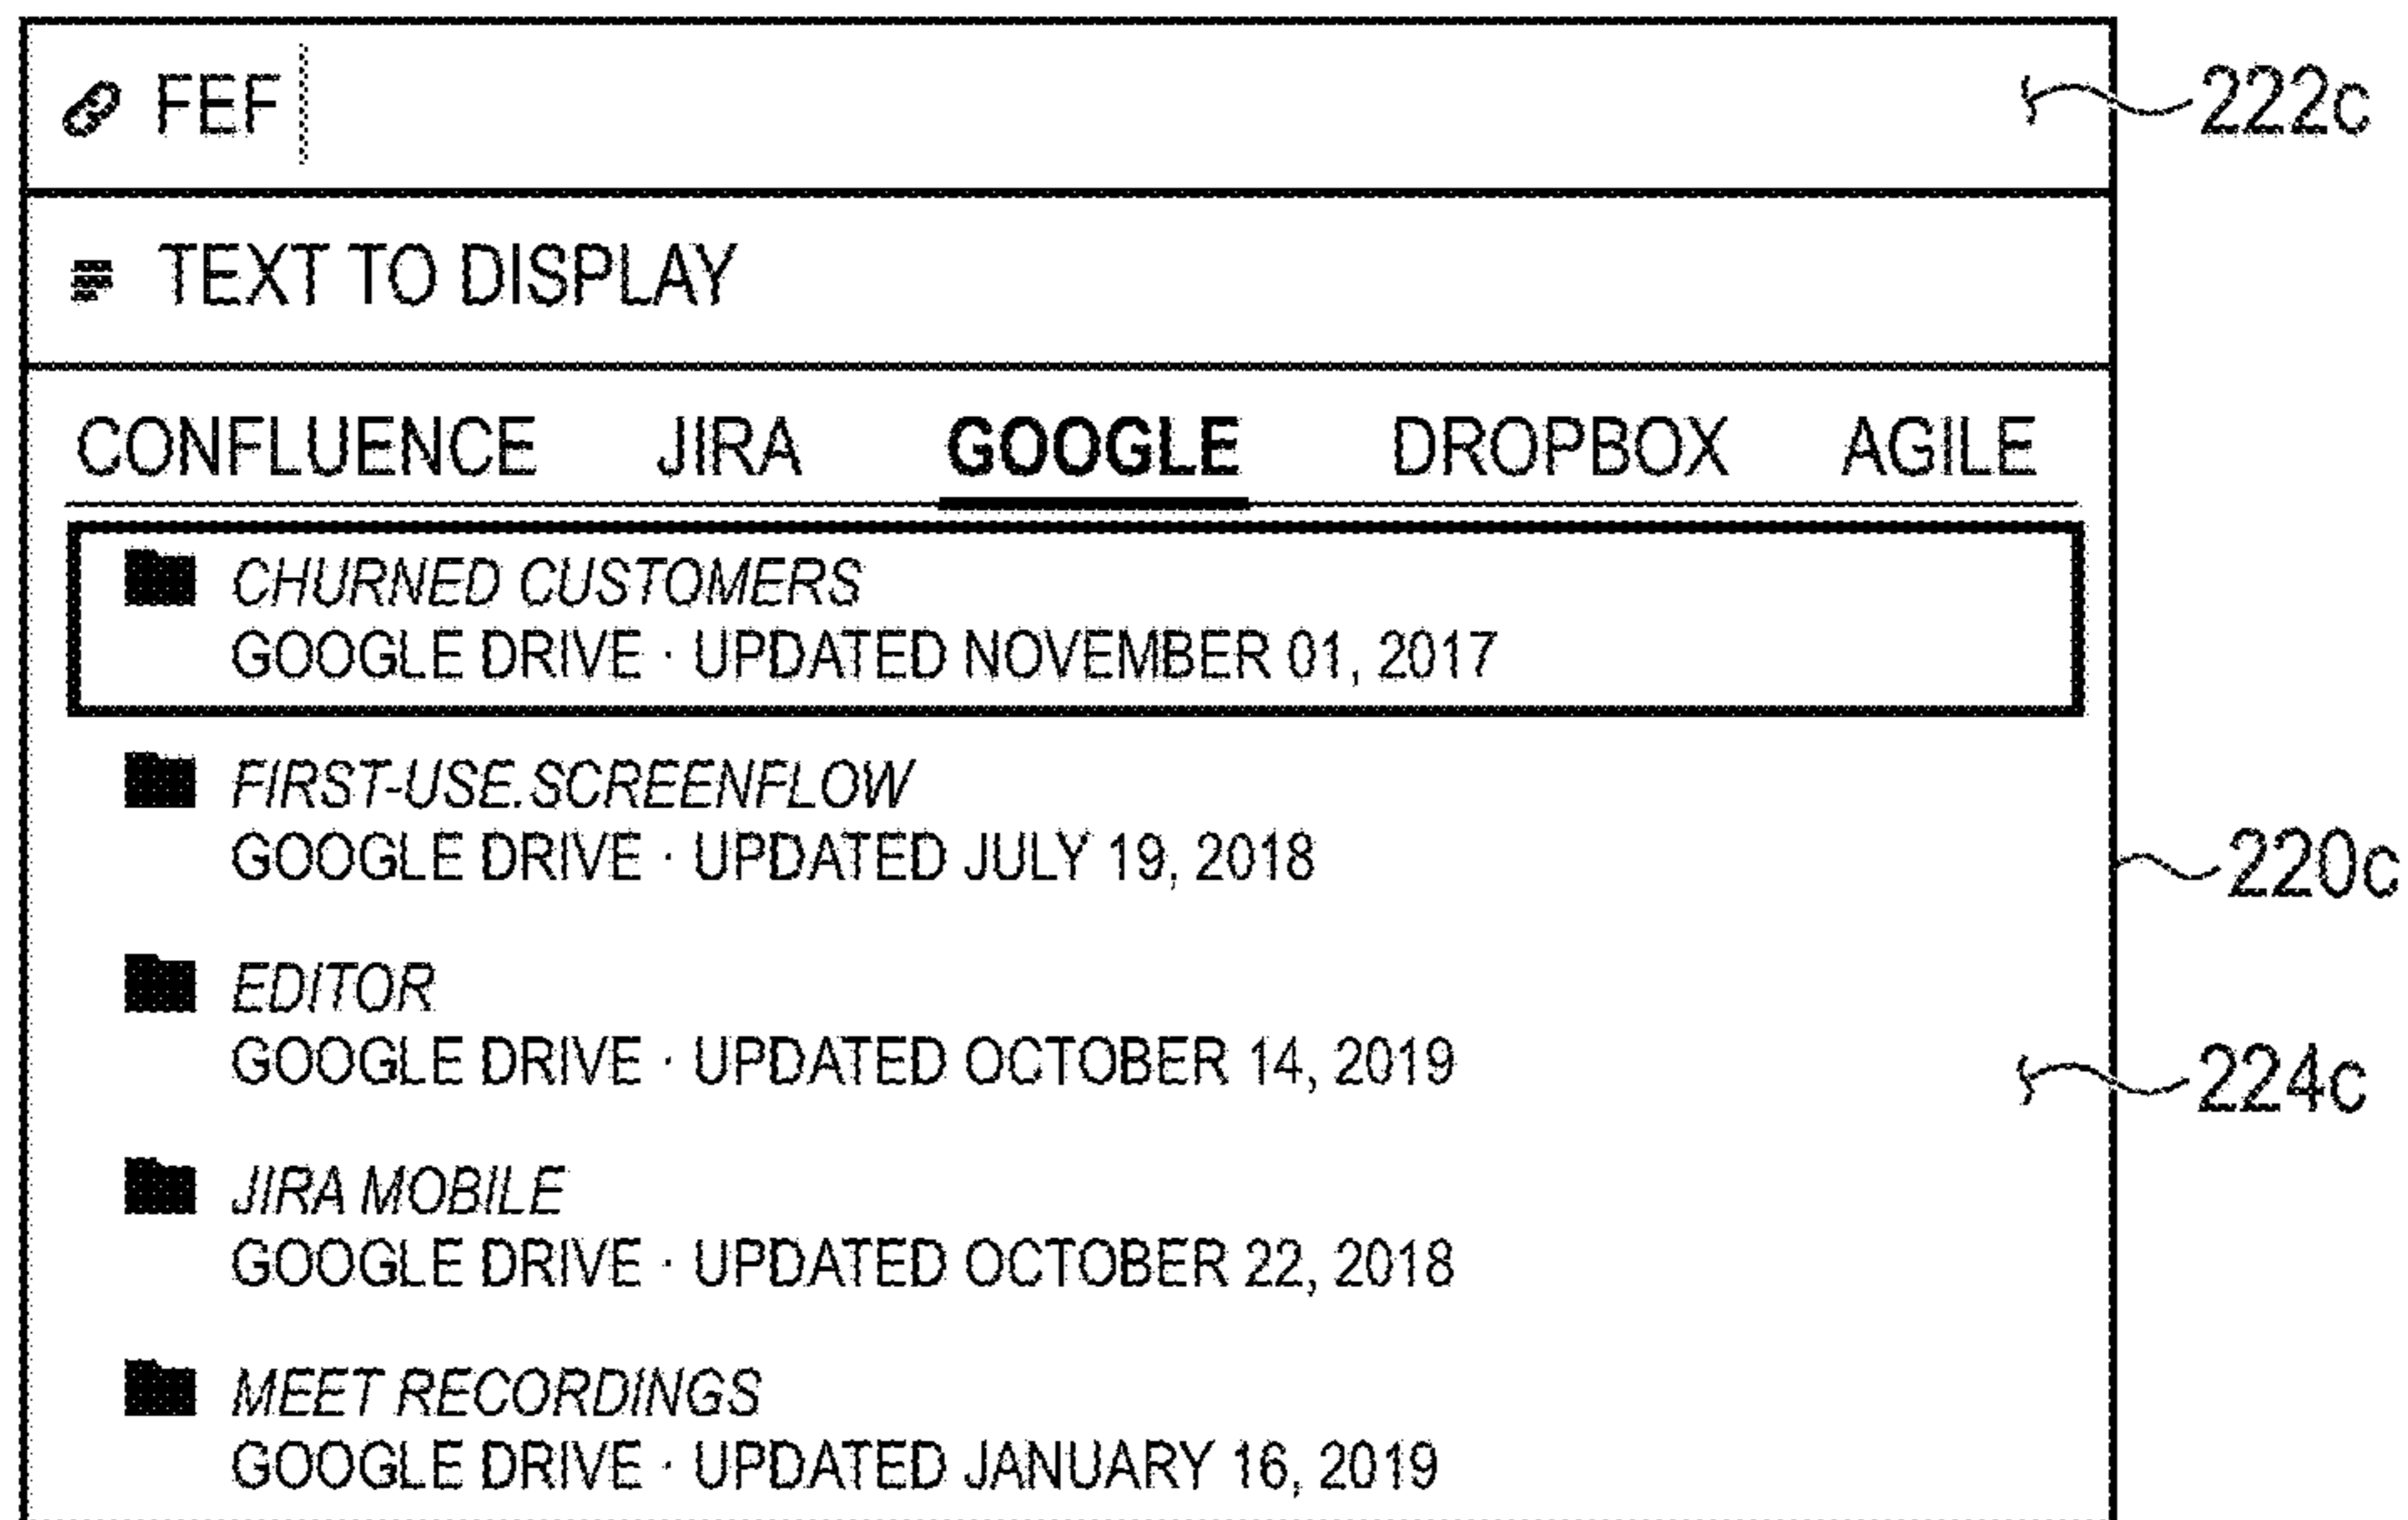 FEF
222c
TEXT TO DISPLAY
CONFLUENCE JIRA GOOGLE DROPBOX AGILE
CHURNED CUSTOMERS
GOOGLE DRIVE · UPDATED NOVEMBER 01, 2017
FIRST-USE.SCREENFLOW
GOOGLE DRIVE · UPDATED JULY 19, 2018
220c
EDITOR
GOOGLE DRIVE · UPDATED OCTOBER 14, 2019
224c
JIRA MOBILE
GOOGLE DRIVE · UPDATED OCTOBER 22, 2018
MEET RECORDINGS
GOOGLE DRIVE · UPDATED JANUARY 16, 2019